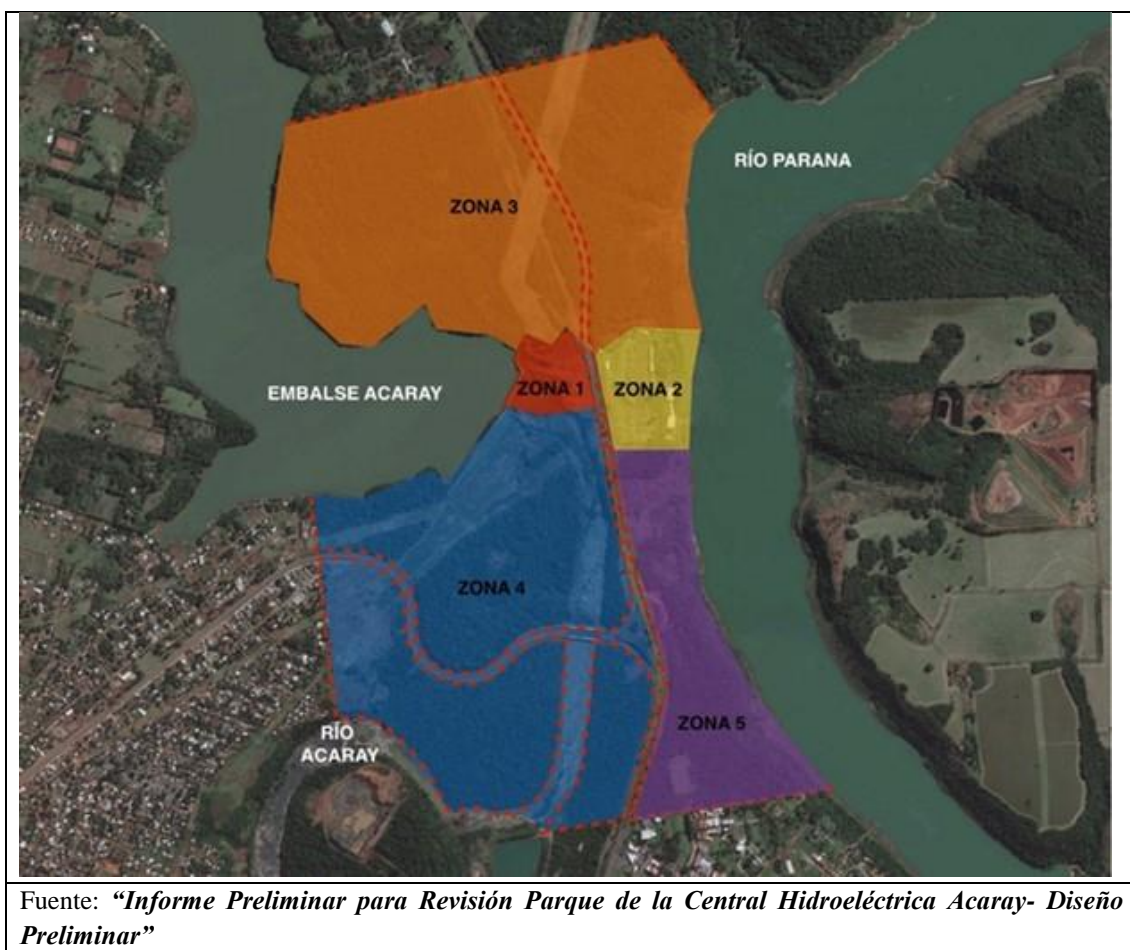 RÍO PARANA
ZONA 3
EMBALSE ACARAY
ZONA 1
ZONA 2
ZONA 4
ZONA 5
RÍO
ACARAY
Fuente: “Informe Preliminar para Revisión Parque de la Central Hidroeléctrica Acaray- Diseño
Preliminar”